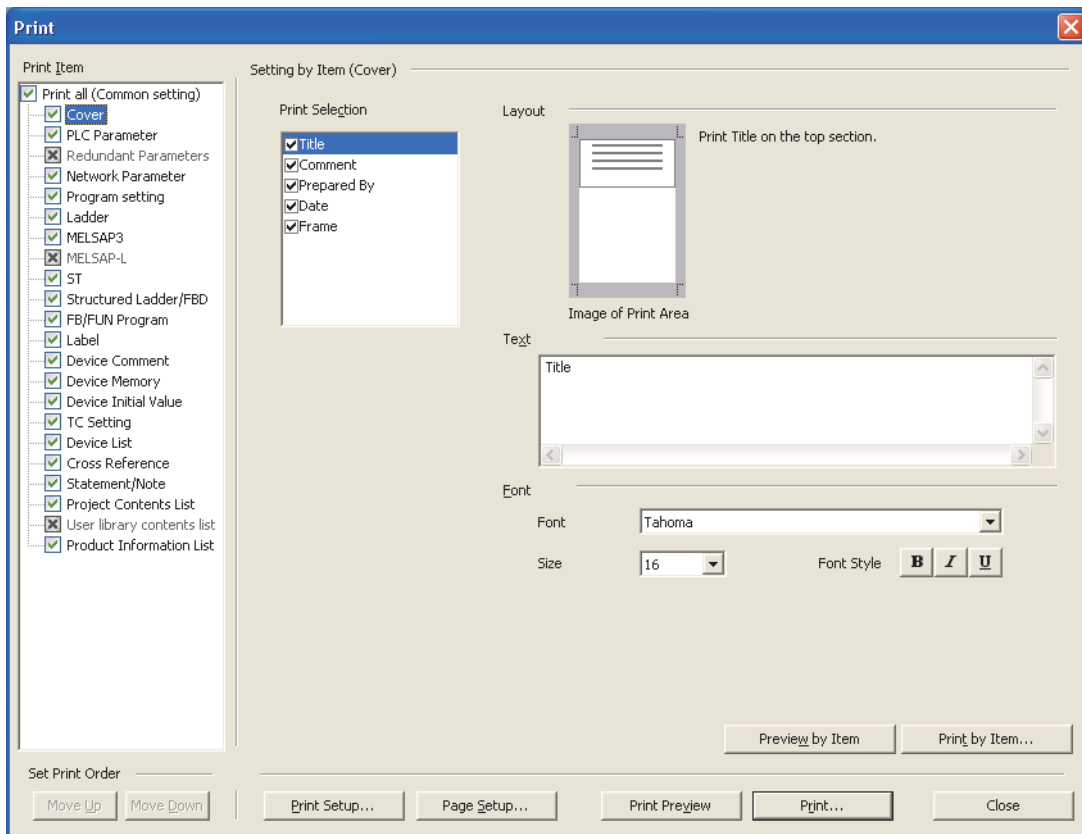 Print
Print Item
Print all (Common setting)
Cover
PLC Parameter
Redundant Parameters
Network Parameter
Program setting
Ladder
MELSAP3
MELSAP-L
ST
Structured Ladder/FBD
FB/FUN Program
Label
Device Comment
Device Memory
Device Initial Value
TC Setting
Device List
Cross Reference
Statement/Note
Project Contents List
User library contents list
Product Information List
Set Print Order
Move Up Move Down
Setting by Item (Cover)
Print Selection
Title
Comment
Prepared By
Date
Frame
Layout
Print Title on the top section.
Image of Print Area
Text
Title
Font
Font Tahoma
Size 16 Font Style B I U
Preview by Item Print by Item...
Print Setup... Page Setup... Print Preview Print... Close